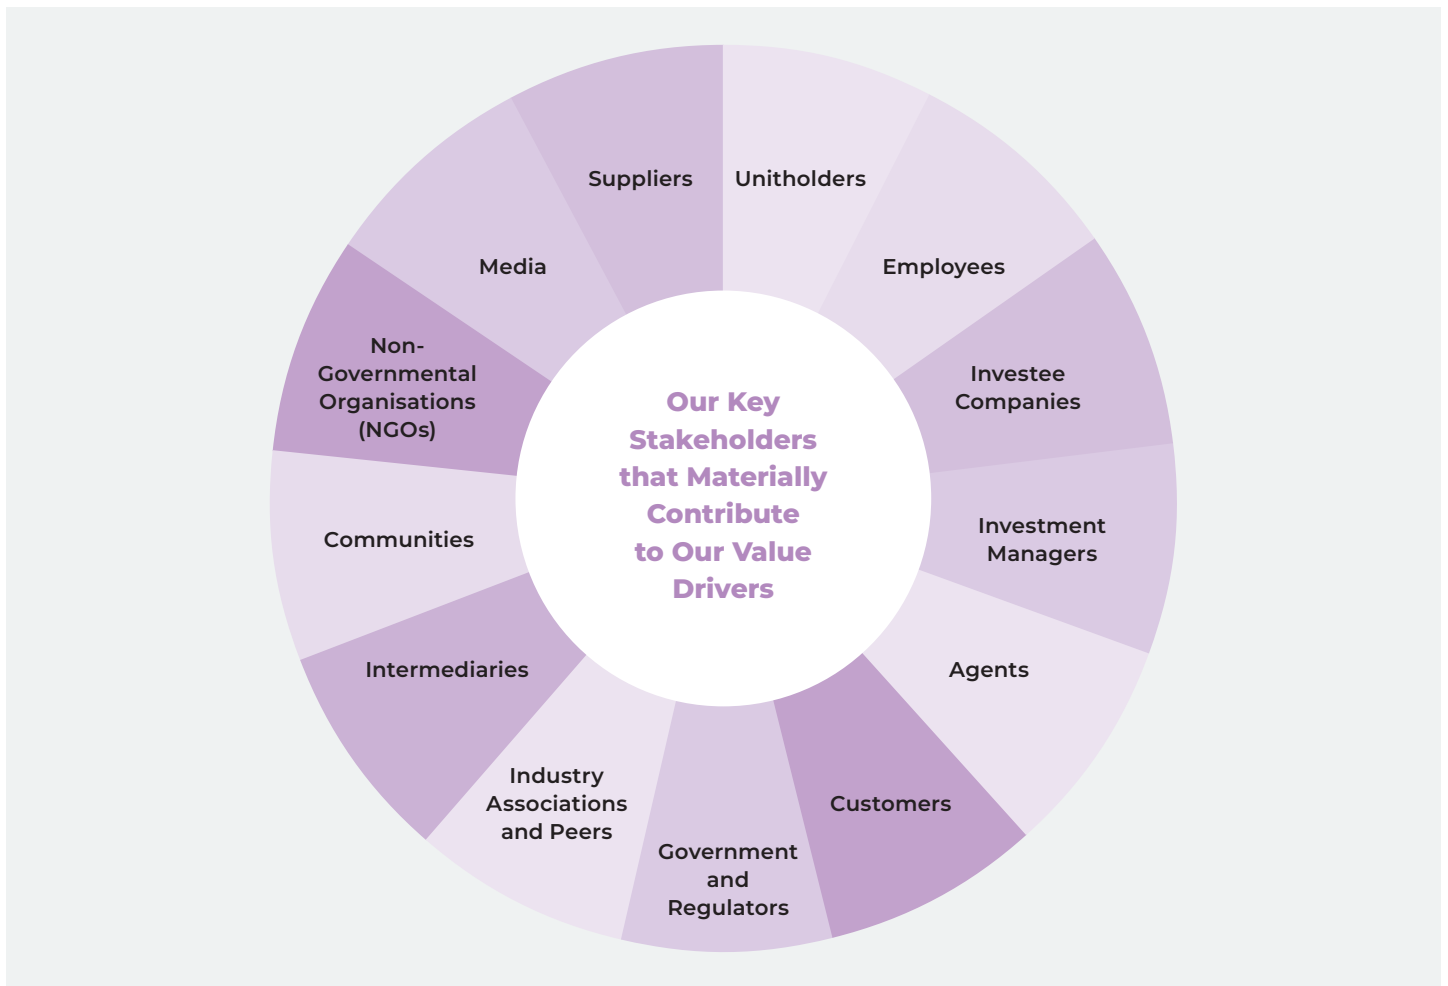 Suppliers
Unitholders
Media
Employees
Non-
Governmental
Organisations
(NGOs)
Investee
Companies
Our Key
Stakeholders
that Materially
Contribute
to Our Value
Drivers
Communities
Investment
Managers
Intermediaries
Agents
Industry
Associations
and Peers
Customers
Government
and
Regulators